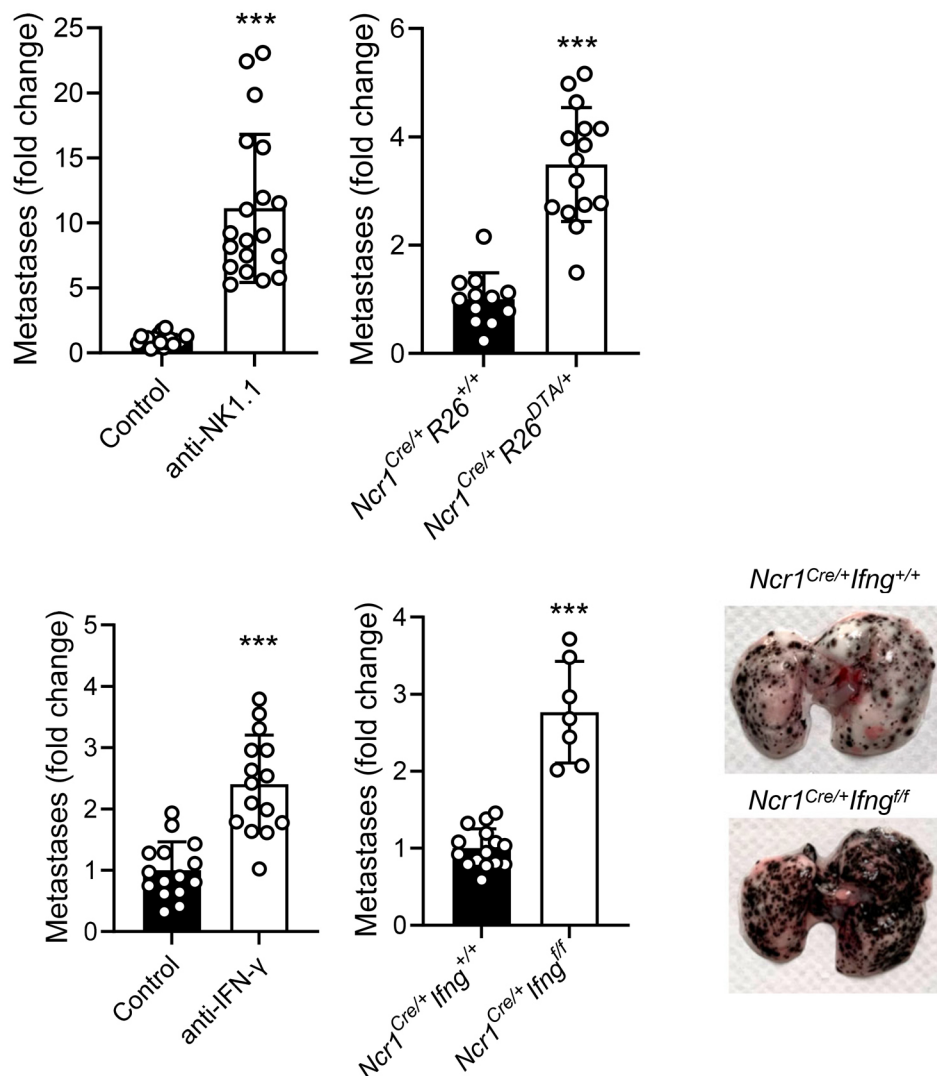 Metastases (fold change)
25
20
15
10
5
0
***
Control
anti-NK1.1
Metastases (fold change)
6
4
2
0
***
Ncr1Cre/+ R26+/+
Ncr1Cre/+ R26DTA/+
Metastases (fold change)
5
4
3
2
1
0
***
Control
anti-IFN-γ
Metastases (fold change)
4
3
2
1
0
***
Ncr1Cre/+ Ifng+/+
Ncr1Cre/+ Ifngf/f
Ncr1Cre/+Ifng+/+
Ncr1Cre/+Ifngf/f